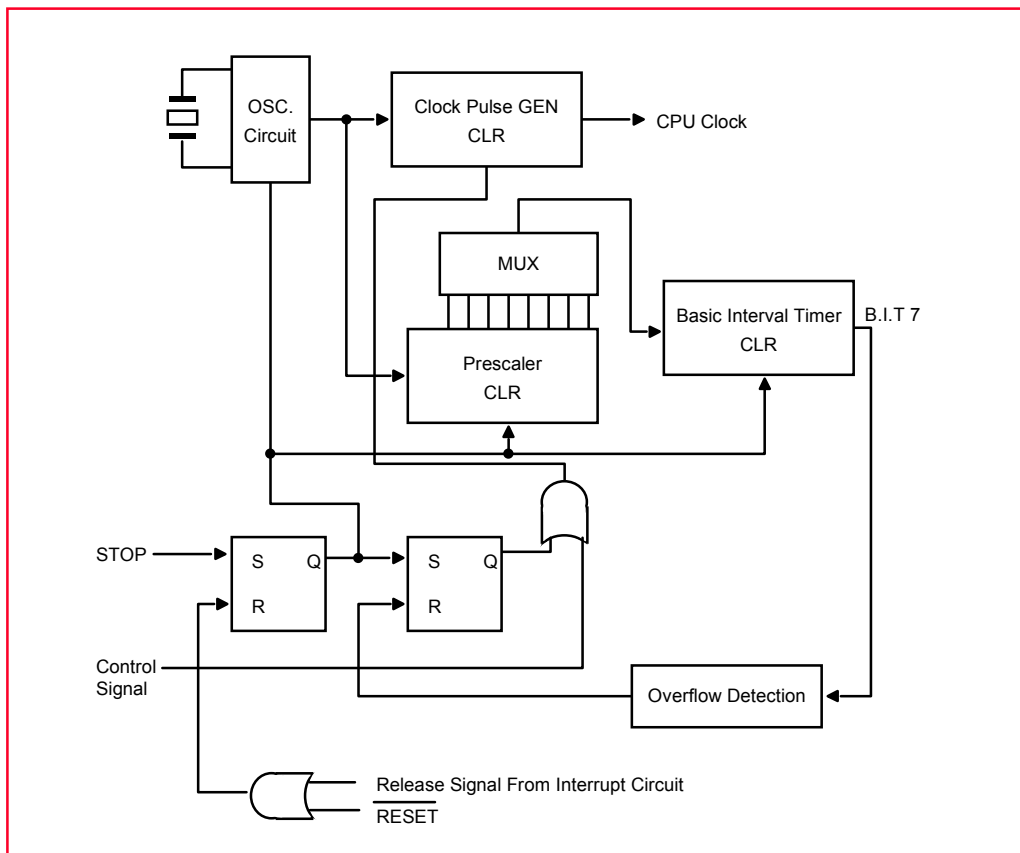 OSC.
Circuit
Clock Pulse GEN
CLR
CPU Clock
MUX
Basic Interval Timer
CLR
B.I.T 7
Prescaler
CLR
STOP
S Q
R
S Q
R
Control
Signal
Overflow Detection
Release Signal From Interrupt Circuit
RESET